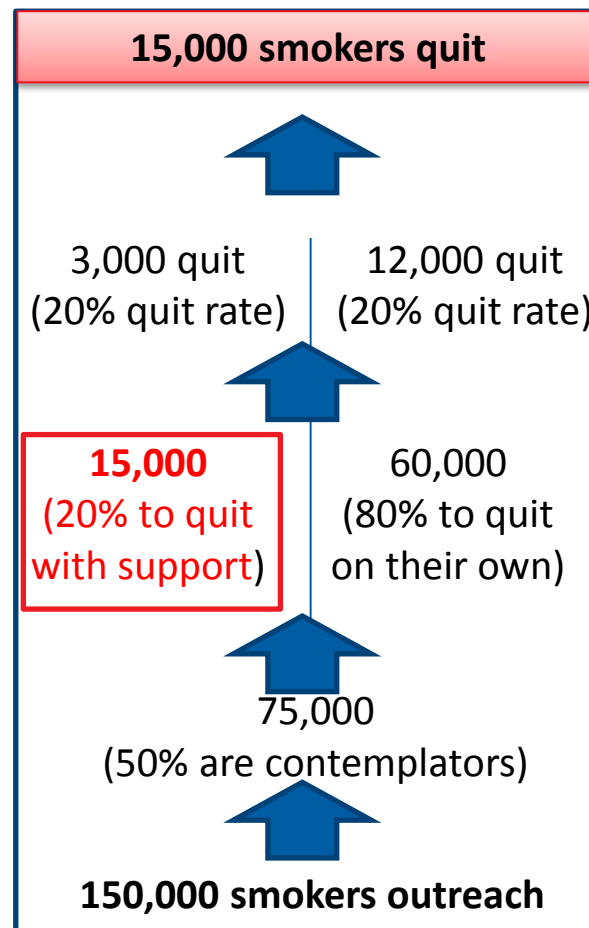 15,000 smokers quit
3,000 quit
(20% quit rate)
12,000 quit
(20% quit rate)
15,000
(20% to quit
with support)
60,000
(80% to quit
on their own)
75,000
(50% are contemplators)
150,000 smokers outreach